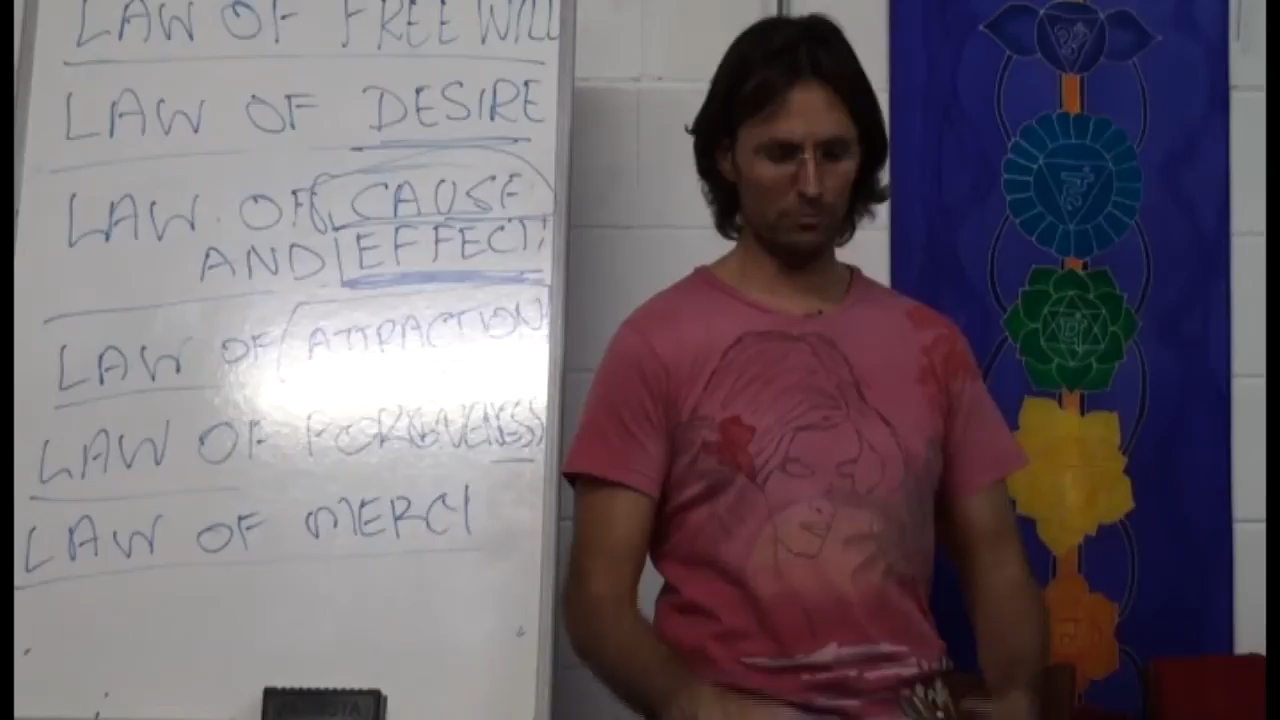 LAW OF FREE WILL
LAW OF DESIRE
LAW OF CAUSE
AND EFFECT
LAW OF ATTRACTION
LAW OF FORGIVENESS
LAW OF MERCI